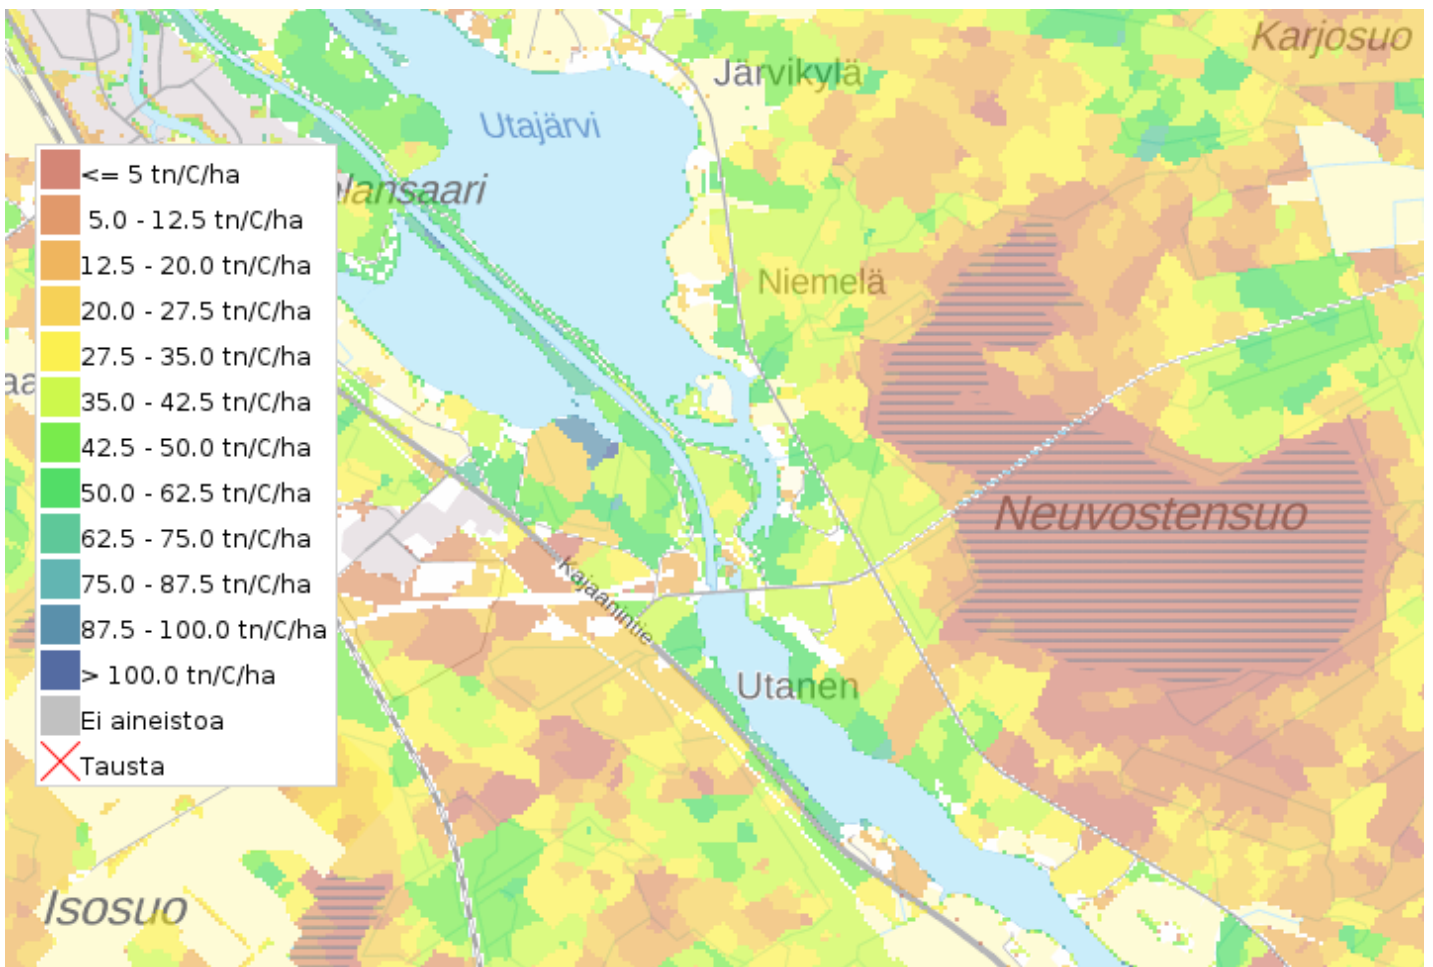 Karjosuo
Järvikylä
Utajärvi
Niemelä
<= 5 tn/C/ha
5.0 - 12.5 tn/C/ha
12.5 - 20.0 tn/C/ha
20.0 - 27.5 tn/C/ha
27.5 - 35.0 tn/C/ha
35.0 - 42.5 tn/C/ha
42.5 - 50.0 tn/C/ha
50.0 - 62.5 tn/C/ha
62.5 - 75.0 tn/C/ha
75.0 - 87.5 tn/C/ha
87.5 - 100.0 tn/C/ha
> 100.0 tn/C/ha
Ei aineistoa
Tausta
Neuvostensuo
Kajaanintie
Utanen
Isosuo